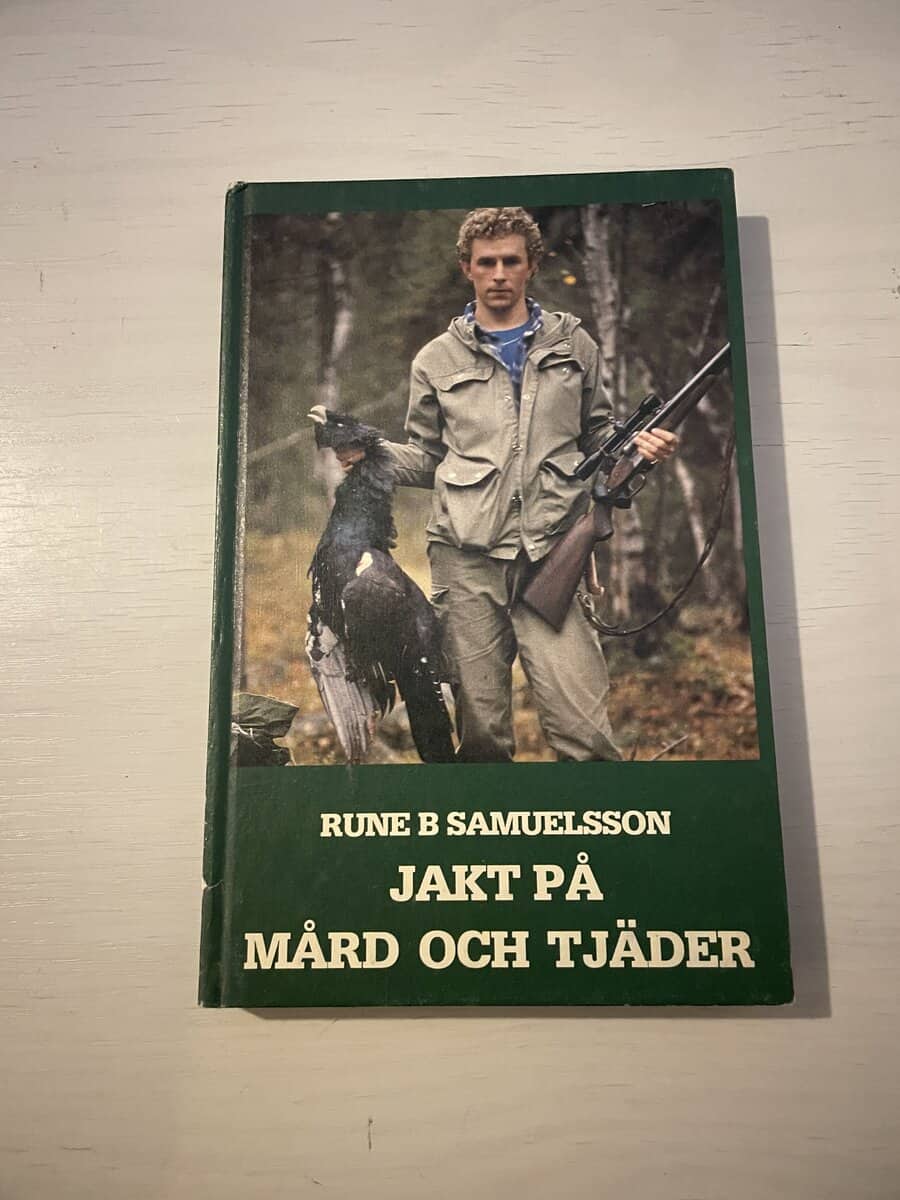 RUNE B SAMUELSSON
JAKT PÅ
MÅRD OCH TJÄDER